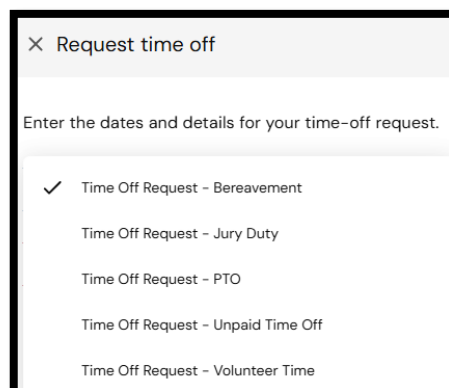 Request time off
Enter the dates and details for your time-off request.
Time Off Request - Bereavement
Time Off Request - Jury Duty
Time Off Request - PTO
Time Off Request - Unpaid Time Off
Time Off Request - Volunteer Time